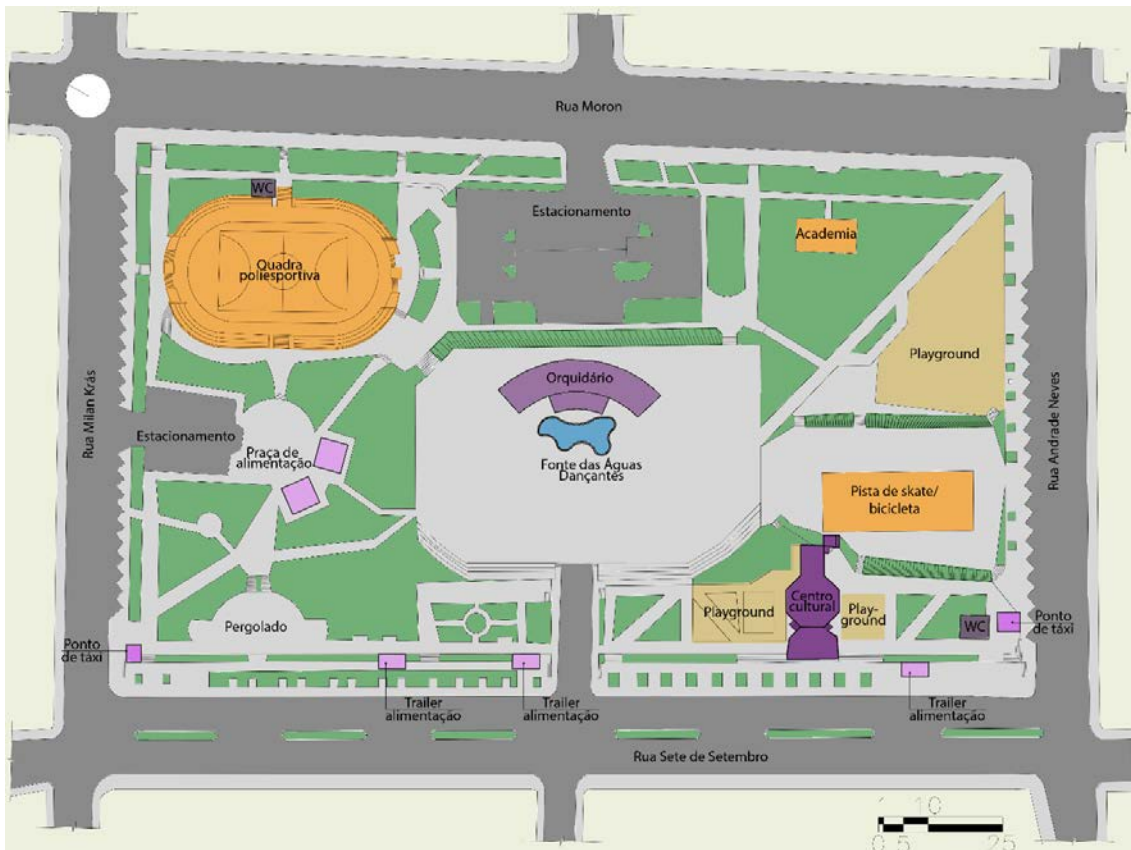 Rua Moron
WC
Estacionamento
Academia
Quadra
poliesportiva
Playground
Rua Milan Krás
Rua Andrade Neves
Orquidário
Estacionamento
Praça de
alimentação
Fonte das Águas
Dançantes
Pista de skate/
bicicleta
Centro
cultural
Playground
Play-
ground
Pergolado
WC
Ponto
de táxi
Ponto
de táxi
Trailer
alimentação
Trailer
alimentação
Trailer
alimentação
Rua Sete de Setembro
1 10
0 5 25